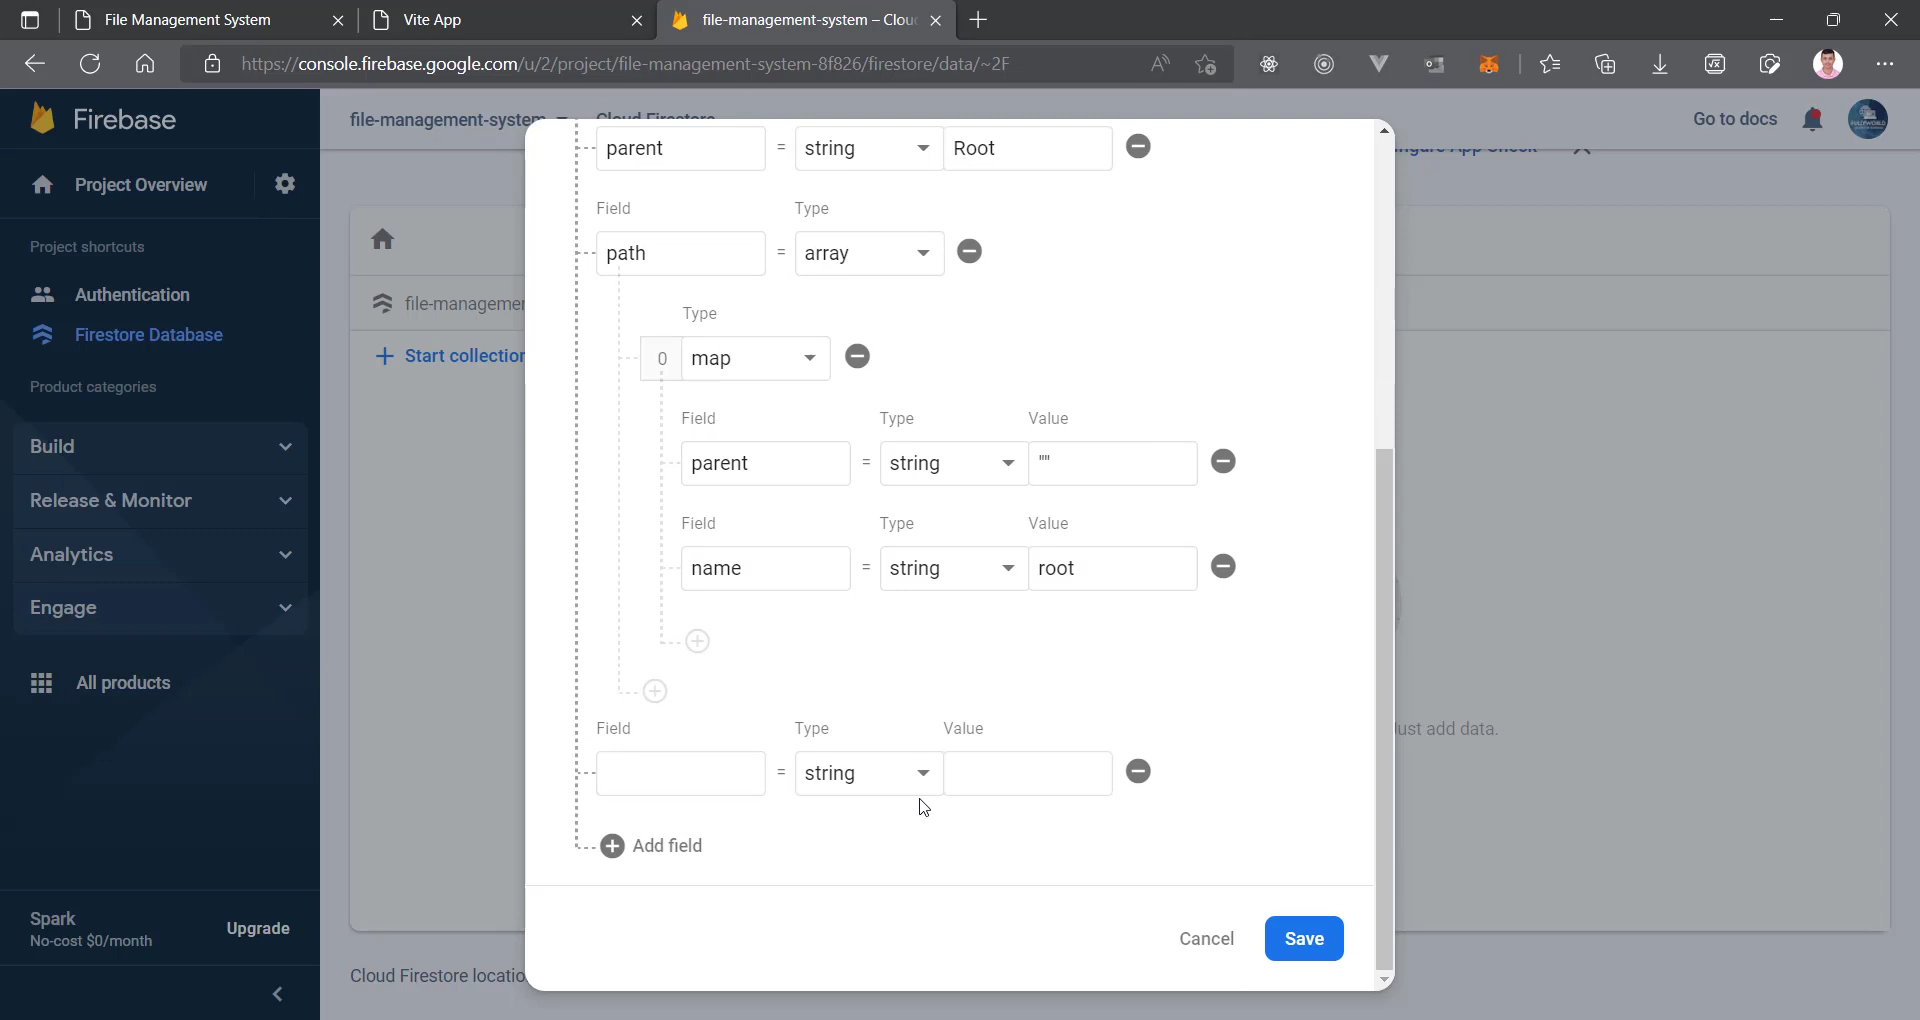 File Management System
Vite App
file-management-system – Clou
https://console.firebase.google.com/u/2/project/file-management-system-8f826/firestore/data/~2F
Firebase
file-management-system
Cloud Firestore
Go to docs
Project Overview
Project shortcuts
Authentication
Firestore Database
Product categories
Build
Release & Monitor
Analytics
Engage
All products
Spark
No-cost $0/month
Upgrade
file-managemen
Start collection
Just add data.
Cloud Firestore locatio
parent = string Root
Field Type
path = array
Type
0 map
Field Type Value
parent = string ""
Field Type Value
name = string root
Field Type Value
= string
Add field
Cancel Save